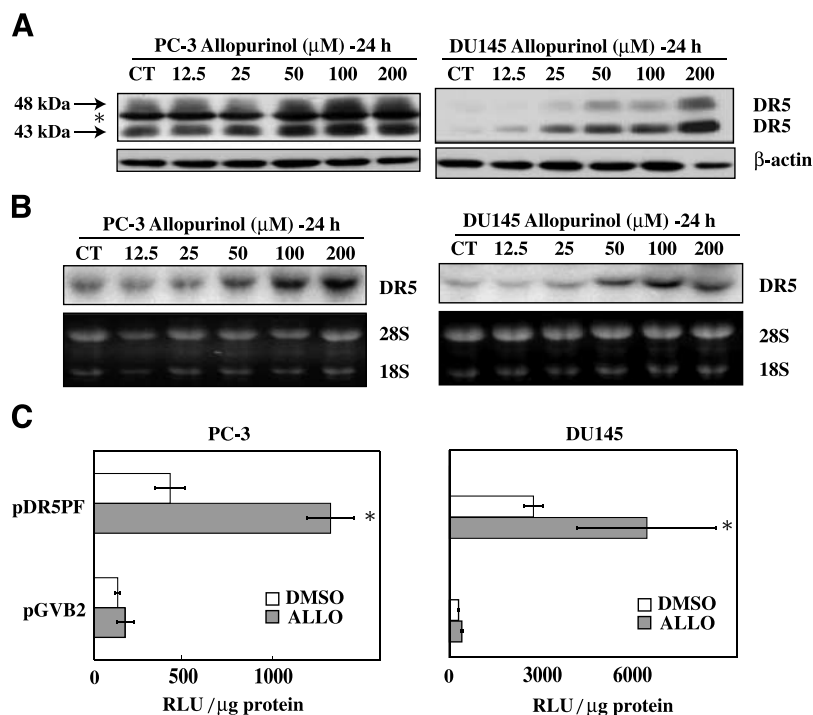 A
PC-3 Allopurinol (μM) -24 h
CT 12.5 25 50 100 200
48 kDa
*
43 kDa
DU145 Allopurinol (μM) -24 h
CT 12.5 25 50 100 200
DR5
DR5
β-actin
B
PC-3 Allopurinol (μM) -24 h
CT 12.5 25 50 100 200
DR5
28S
18S
DU145 Allopurinol (μM) -24 h
CT 12.5 25 50 100 200
DR5
28S
18S
C
PC-3
pDR5PF
*
pGVB2
DMSO
ALLO
0 500 1000
RLU /μg protein
DU145
*
DMSO
ALLO
0 3000 6000
RLU /μg protein